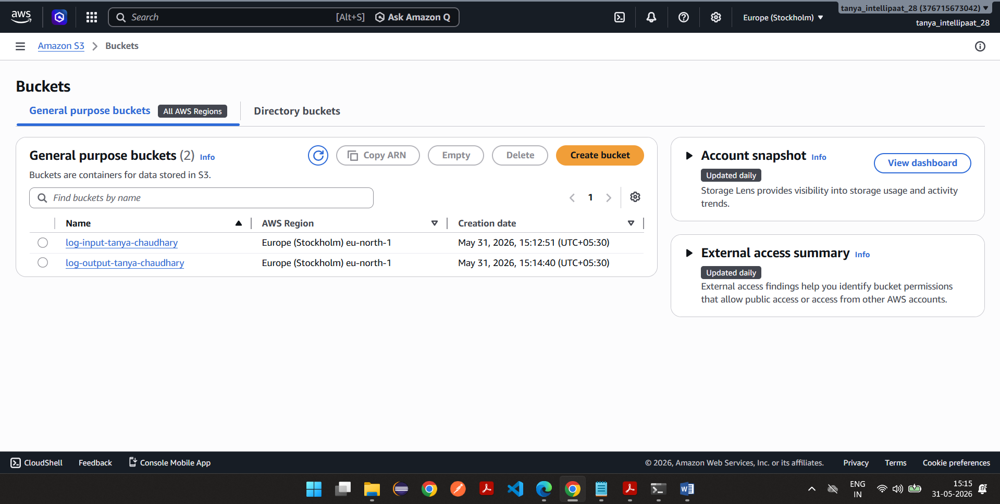 aws
Search
[Alt+S]
Ask Amazon Q
Europe (Stockholm)
tanya_intellipaat_28 (376715673042)
tanya_intellipaat_28
Amazon S3
Buckets
Buckets
General purpose buckets
All AWS Regions
Directory buckets
General purpose buckets (2) Info
Copy ARN
Empty
Delete
Create bucket
Buckets are containers for data stored in S3.
Find buckets by name
1
Name
AWS Region
Creation date
log-input-tanya-chaudhary
Europe (Stockholm) eu-north-1
May 31, 2026, 15:12:51 (UTC+05:30)
log-output-tanya-chaudhary
Europe (Stockholm) eu-north-1
May 31, 2026, 15:14:40 (UTC+05:30)
Account snapshot Info
View dashboard
Updated daily
Storage Lens provides visibility into storage usage and activity
trends.
External access summary Info
Updated daily
External access findings help you identify bucket permissions
that allow public access or access from other AWS accounts.
CloudShell
Feedback
Console Mobile App
© 2026, Amazon Web Services, Inc. or its affiliates.
Privacy
Terms
Cookie preferences
ENG
IN
15:15
31-05-2026